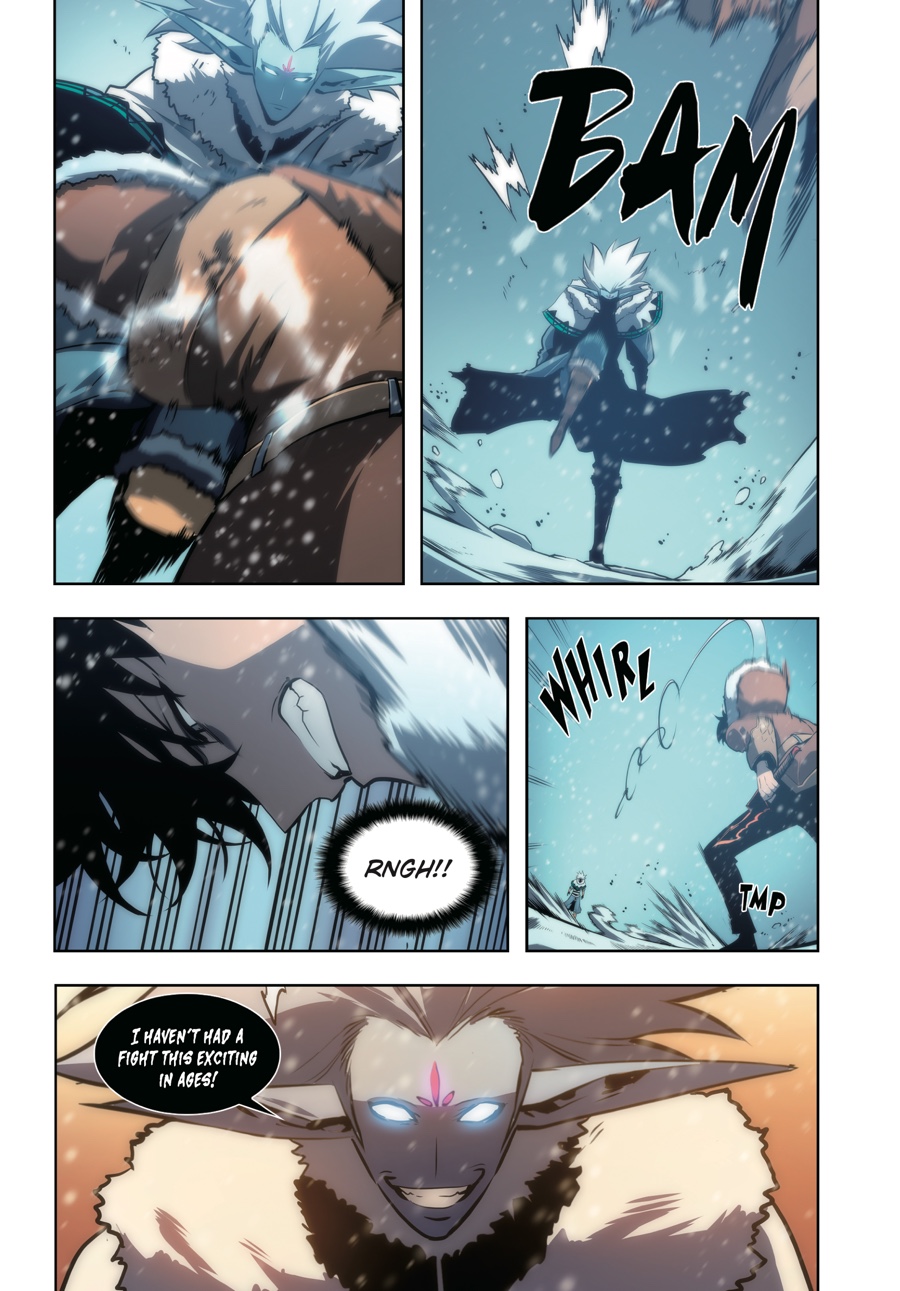 BAM
RNGH!!
WHIRL
TMP
I HAVEN'T HAD A
FIGHT THIS EXCITING
IN AGES!